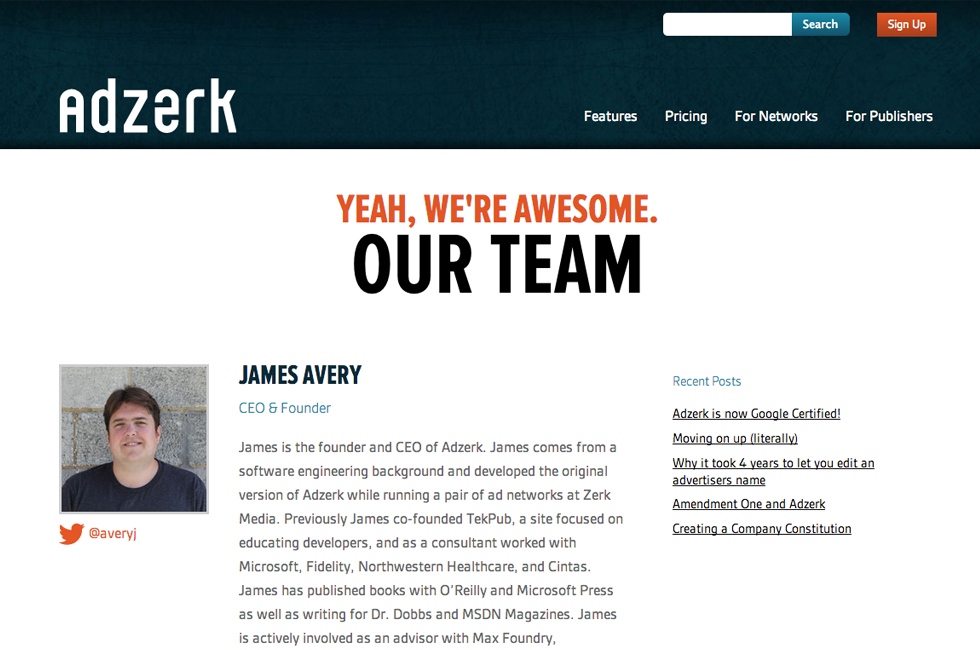 Search
Sign Up
Adzerk
Features Pricing For Networks For Publishers
YEAH, WE'RE AWESOME.
OUR TEAM
JAMES AVERY
CEO & Founder
James is the founder and CEO of Adzerk. James comes from a
software engineering background and developed the original
version of Adzerk while running a pair of ad networks at Zerk
Media. Previously James co-founded TekPub, a site focused on
educating developers, and as a consultant worked with
Microsoft, Fidelity, Northwestern Healthcare, and Cintas.
James has published books with O'Reilly and Microsoft Press
as well as writing for Dr. Dobbs and MSDN Magazines. James
is actively involved as an advisor with Max Foundry,
@averyj
Recent Posts
Adzerk is now Google Certified!
Moving on up (literally)
Why it took 4 years to let you edit an
advertisers name
Amendment One and Adzerk
Creating a Company Constitution